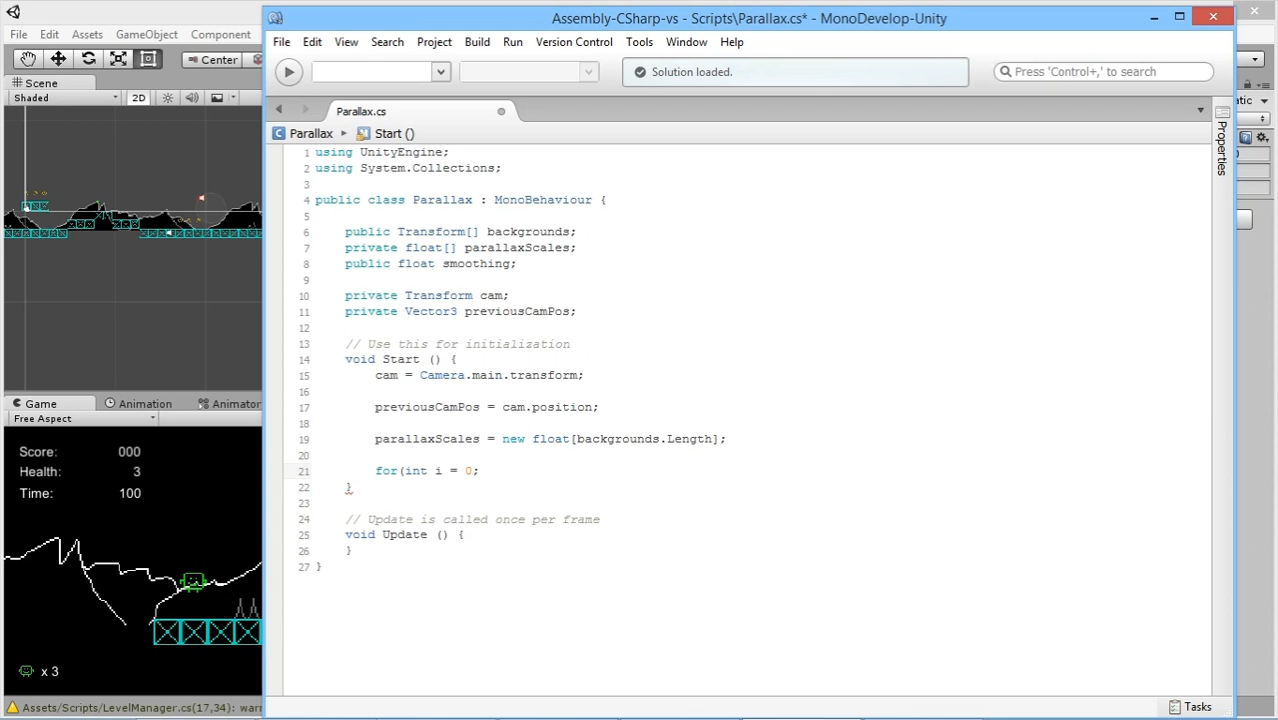 Assembly-CSharp-vs - Scripts\Parallax.cs* - MonoDevelop-Unity
File Edit Assets GameObject Component
File Edit View Search Project Build Run Version Control Tools Window Help
Center
Solution loaded.
Press 'Control+,' to search
Scene
Shaded 2D
Parallax.cs
Parallax Start ()
Properties
1 using UnityEngine;
2 using System.Collections;
3
4 public class Parallax : MonoBehaviour {
5
6 public Transform[] backgrounds;
7 private float[] parallaxScales;
8 public float smoothing;
9
10 private Transform cam;
11 private Vector3 previousCamPos;
12
13 // Use this for initialization
14 void Start () {
15 cam = Camera.main.transform;
16
17 previousCamPos = cam.position;
18
19 parallaxScales = new float[backgrounds.Length];
20
21 for(int i = 0;
22 }
23
24 // Update is called once per frame
25 void Update () {
26 }
27 }
Game Animation Animator
Free Aspect
Score: 000
Health: 3
Time: 100
x 3
Assets/Scripts/LevelManager.cs(17,34): warn
Tasks